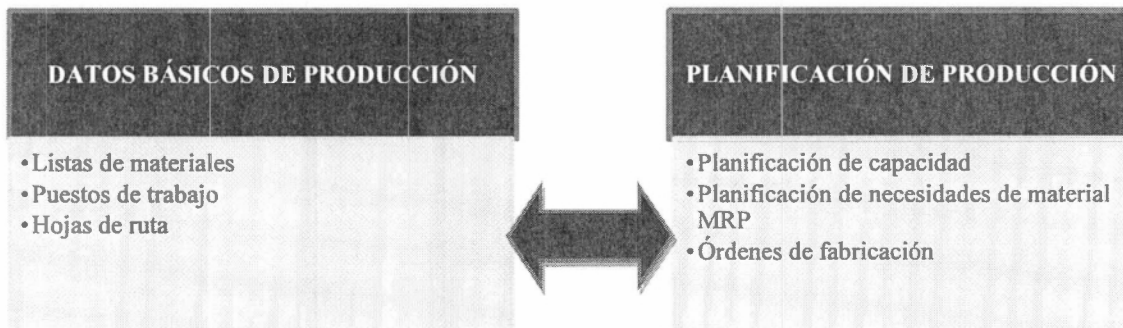 DATOS BÁSICOS DE PRODUCCIÓN
•Listas de materiales
•Puestos de trabajo
•Hojas de ruta
PLANIFICACIÓN DE PRODUCCIÓN
•Planificación de capacidad
•Planificación de necesidades de material
MRP
•Órdenes de fabricación